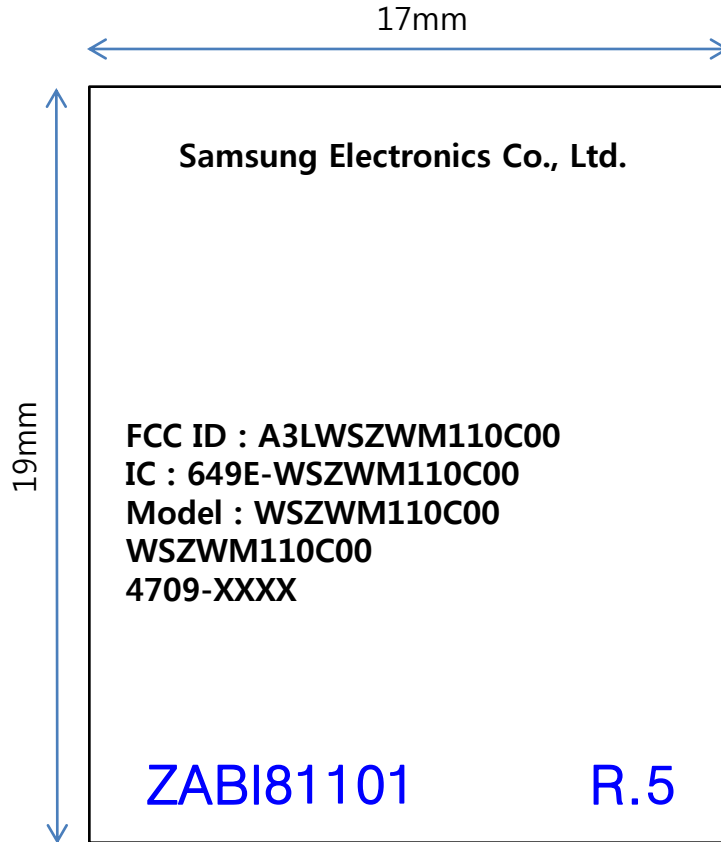 17mm
Samsung Electronics Co., Ltd.
19mm
FCC ID : A3LWSZWM110C00
IC : 649E-WSZWM110C00
Model : WSZWM110C00
WSZWM110C00
4709-XXXX
ZABI81101 R.5